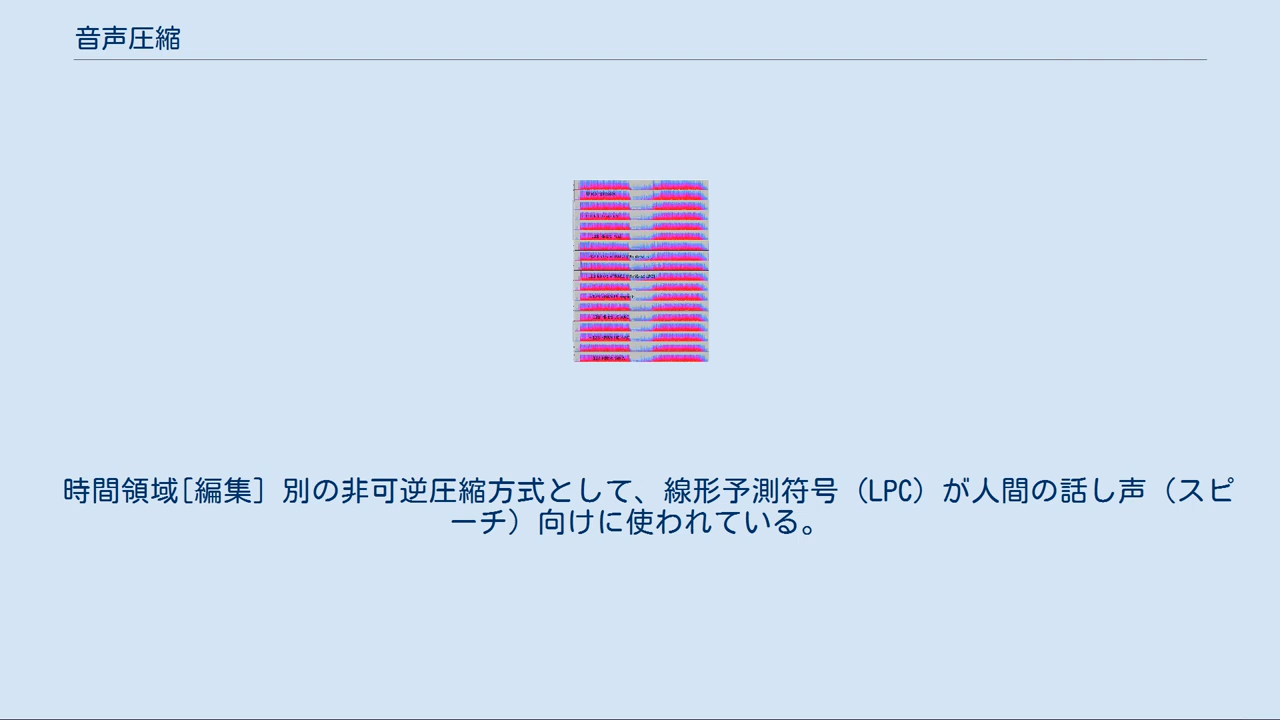 音声圧縮
時間領域[編集] 別の非可逆圧縮方式として、線形予測符号（LPC）が人間の話し声（スピ
ーチ）向けに使われている。